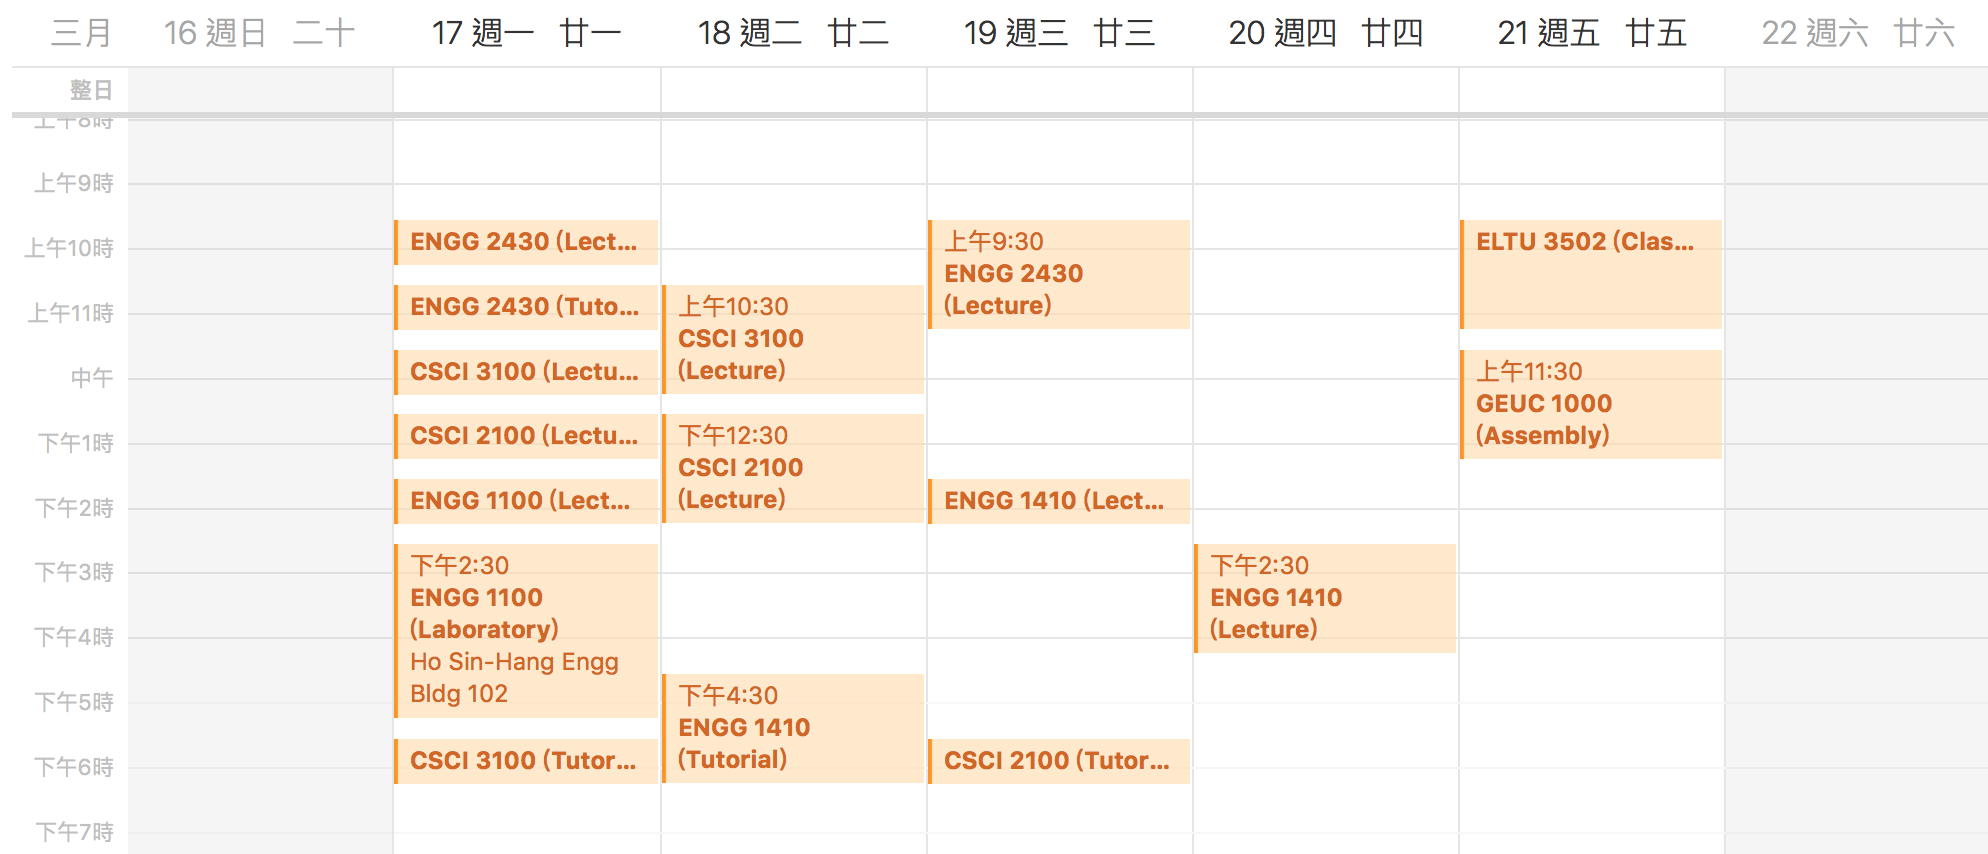 三月
16 週日 二十
17 週一 廿一
18 週二 廿二
19 週三 廿三
20 週四 廿四
21 週五 廿五
22 週六 廿六
整日
上午8時
上午9時
上午10時
上午11時
中午
下午1時
下午2時
下午3時
下午4時
下午5時
下午6時
下午7時
ENGG 2430 (Lect...
ENGG 2430 (Tuto...
CSCI 3100 (Lectu...
CSCI 2100 (Lectu...
ENGG 1100 (Lect...
下午2:30
ENGG 1100
(Laboratory)
Ho Sin-Hang Engg
Bldg 102
CSCI 3100 (Tutor...
上午10:30
CSCI 3100
(Lecture)
下午12:30
CSCI 2100
(Lecture)
下午4:30
ENGG 1410
(Tutorial)
上午9:30
ENGG 2430
(Lecture)
ENGG 1410 (Lect...
CSCI 2100 (Tutor...
下午2:30
ENGG 1410
(Lecture)
ELTU 3502 (Clas...
上午11:30
GEUC 1000
(Assembly)